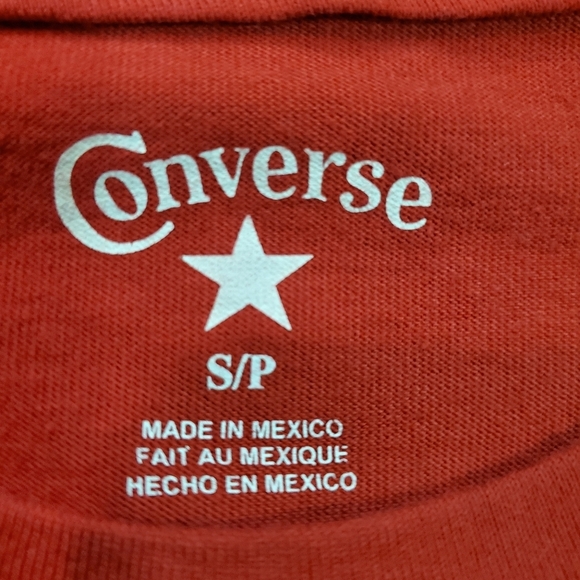 Converse
S/P
MADE IN MEXICO
FAIT AU MEXIQUE
HECHO EN MEXICO